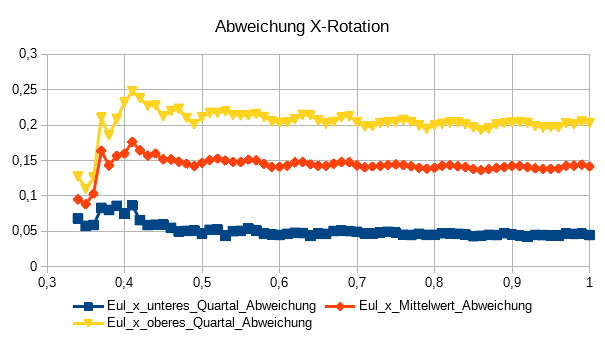 Abweichung X-Rotation
0,3
0,25
0,2
0,15
0,1
0,05
0
0,3 0,4 0,5 0,6 0,7 0,8 0,9 1
Eul_x_unteres_Quartal_Abweichung Eul_x_Mittelwert_Abweichung
Eul_x_oberes_Quartal_Abweichung